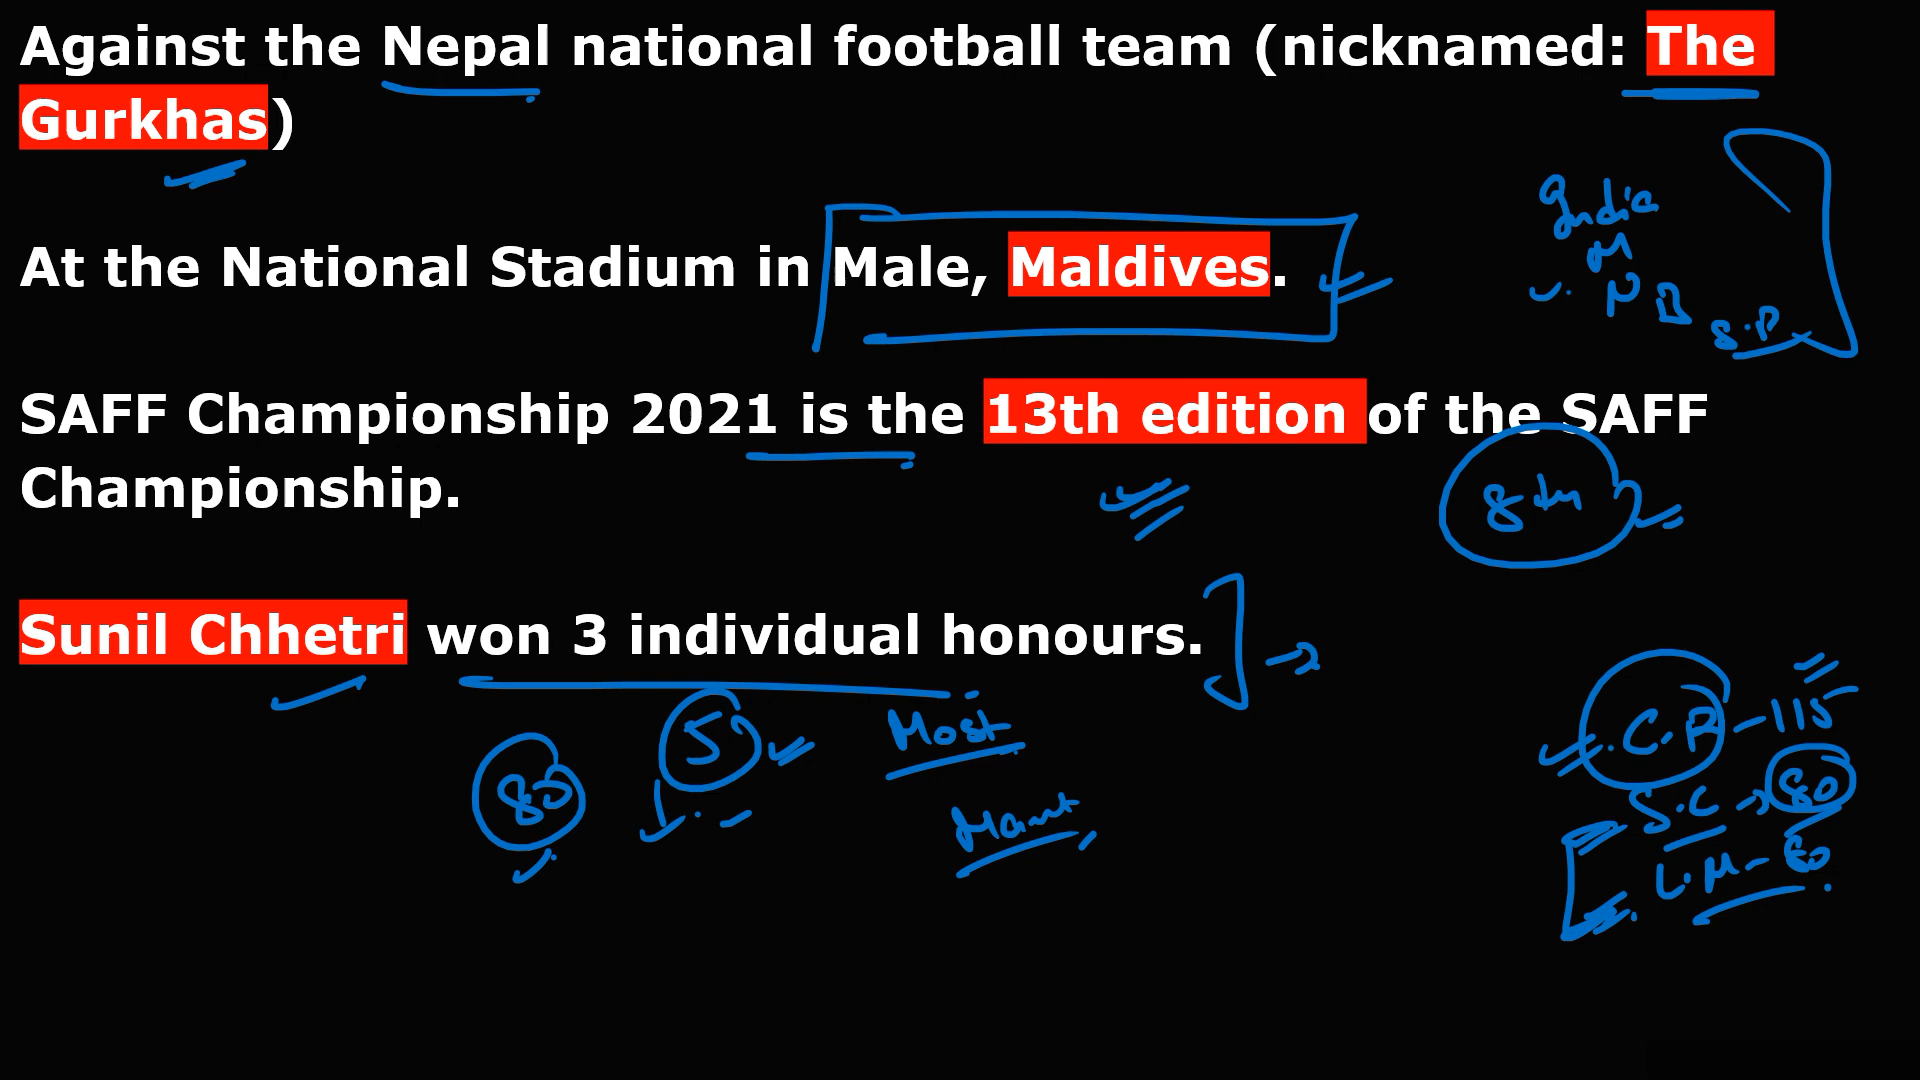 Against the Nepal national football team (nicknamed: The
Gurkhas)
India
M
At the National Stadium in Male, Maldives.
N B S.P
SAFF Championship 2021 is the 13th edition of the SAFF
Championship.
8th
Sunil Chhetri won 3 individual honours.
80 5 Most
C.R - 115
S.C → 80
L.M - 80